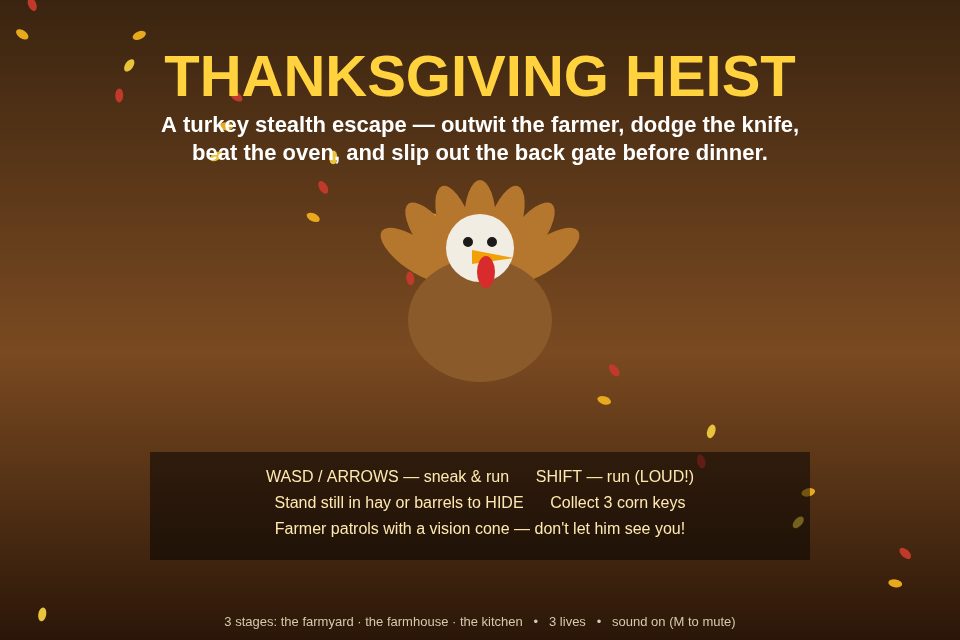 THANKSGIVING HEIST
A turkey stealth escape — outwit the farmer, dodge the knife,
beat the oven, and slip out the back gate before dinner.
WASD / ARROWS — sneak & run SHIFT — run (LOUD!)
Stand still in hay or barrels to HIDE Collect 3 corn keys
Farmer patrols with a vision cone — don't let him see you!
3 stages: the farmyard · the farmhouse · the kitchen • 3 lives • sound on (M to mute)